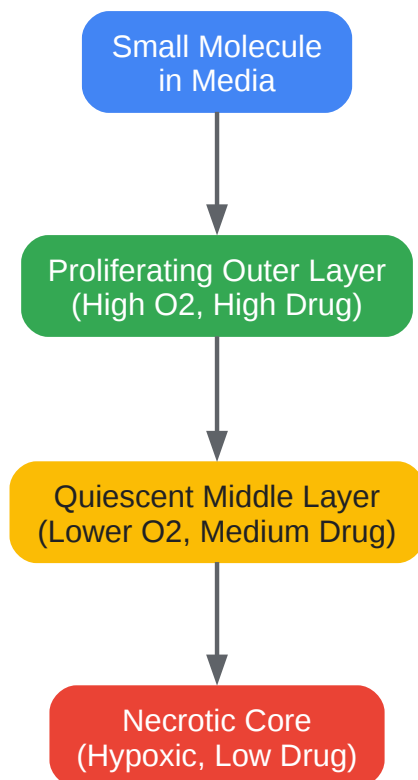 Small Molecule
in Media
Proliferating Outer Layer
(High O2, High Drug)
Quiescent Middle Layer
(Lower O2, Medium Drug)
Necrotic Core
(Hypoxic, Low Drug)